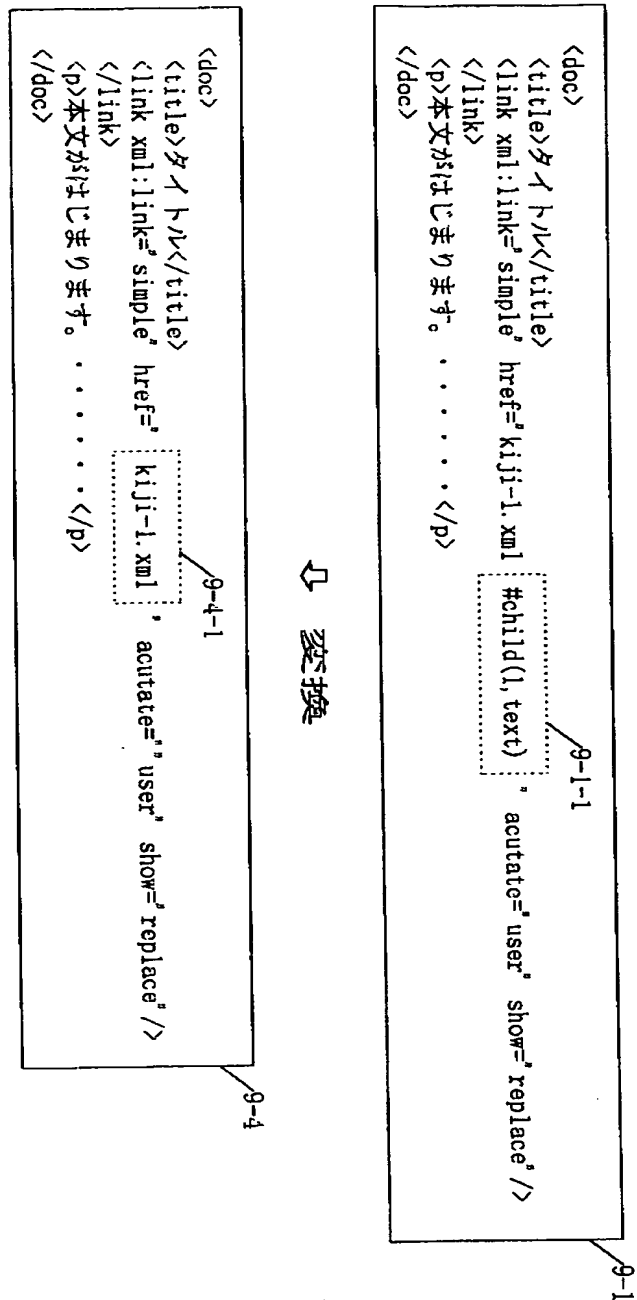 <doc>
<title>タイトル</title>
<link xml:link="simple" href="kiji-1.xml #child(1,text) " acutate="user" show="replace"/>
</link>
<p>本文がはじまります。・・・・・・・</p>
</doc>
9-1-1
9-1
⇩ 変換
<doc>
<title>タイトル</title>
<link xml:link="simple" href=" kiji-1.xml " acutate=""user" show="replace"/>
</link>
<p>本文がはじまります。・・・・・・・</p>
</doc>
9-4-1
9-4